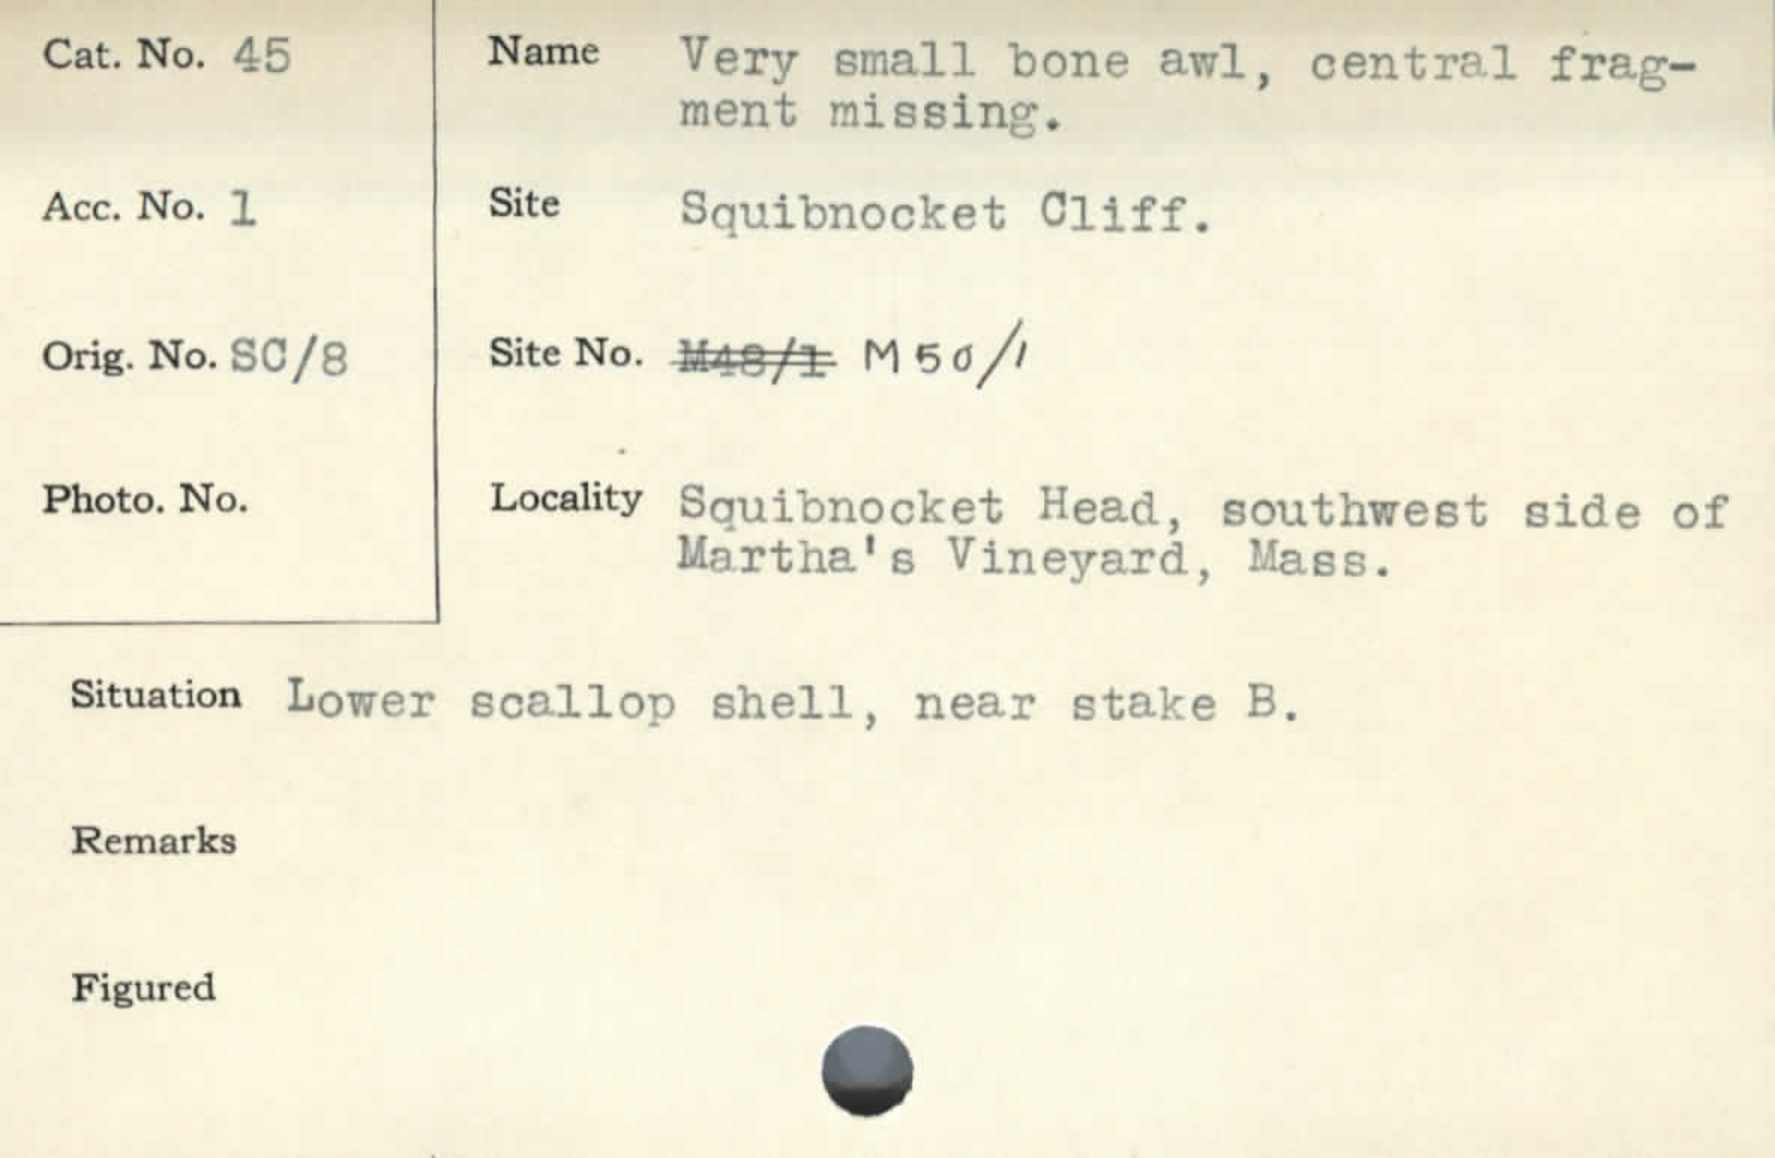 Cat. No. 45
Name Very small bone awl, central frag-
ment missing.
Acc. No. 1
Site Squibnocket Cliff.
Orig. No. SC/8
Site No. M48/1 M50/1
Photo. No.
Locality Squibnocket Head, southwest side of
Martha's Vineyard, Mass.
Situation Lower scallop shell, near stake B.
Remarks
Figured